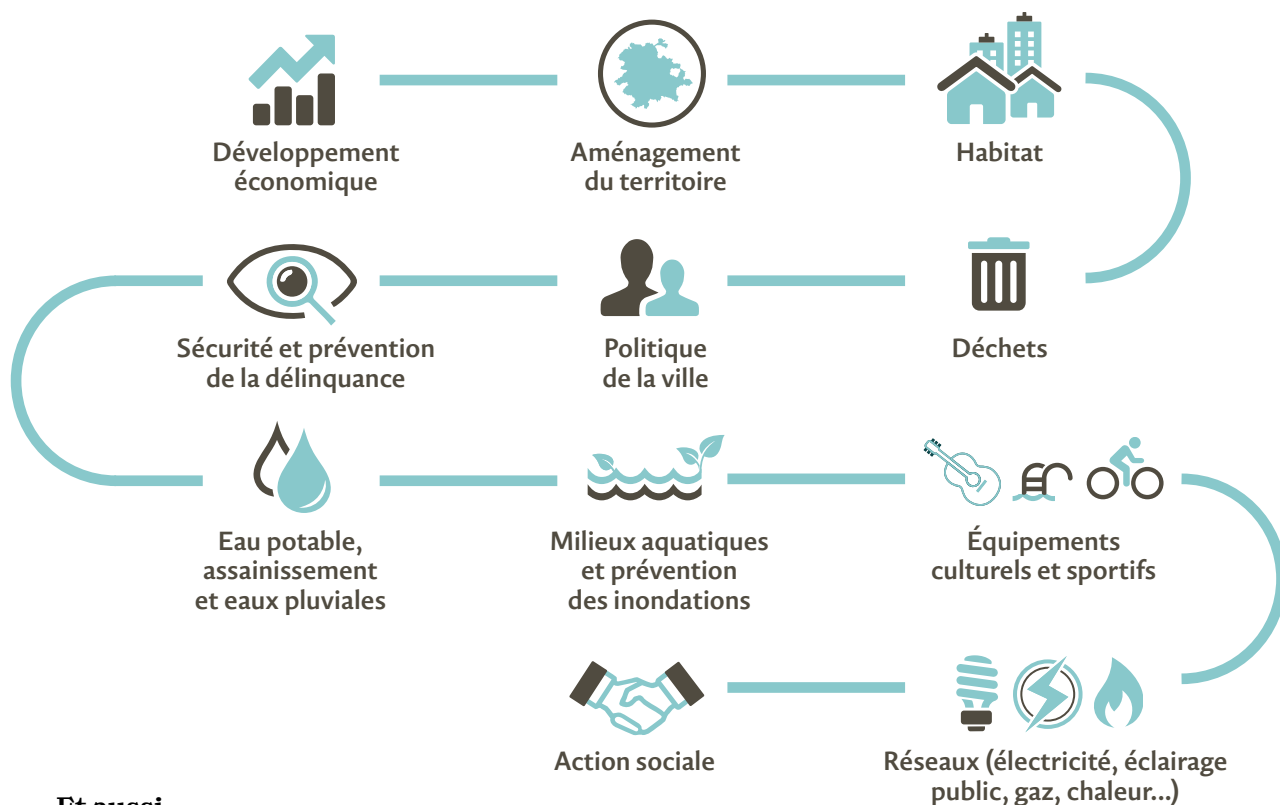 Développement
économique
Aménagement
du territoire
Habitat
Sécurité et prévention
de la délinquance
Politique
de la ville
Déchets
Eau potable,
assainissement
et eaux pluviales
Milieux aquatiques
et prévention
des inondations
Équipements
culturels et sportifs
Action sociale
Réseaux (électricité, éclairage
public, gaz, chaleur...)
Et aussi